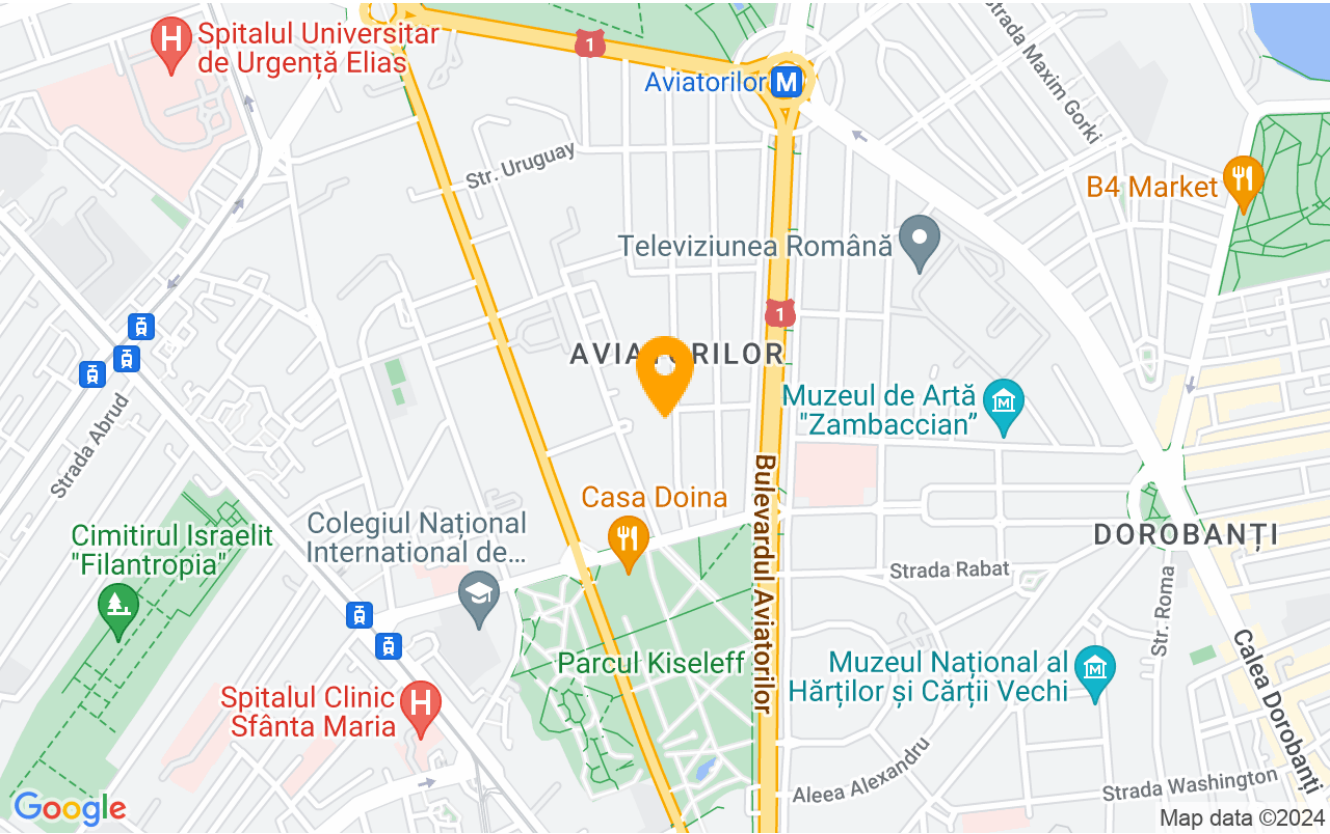 Spitalul Universitar
de Urgență Elias
1
Aviatorilor M
Strada Maxim Gorki
Str. Uruguay
B4 Market
Televiziunea Română
1
AVIATORILOR
Muzeul de Artă
"Zambaccian”
Strada Abrud
Bulevardul Aviatorilor
Casa Doina
Colegiul Național
International de...
Cimitirul Israelit
"Filantropia"
DOROBANȚI
Strada Rabat
Str. Roma
Calea Dorobanți
Parcul Kiseleff
Muzeul Național al
Hărților și Cărții Vechi
Spitalul Clinic
Sfânta Maria
Aleea Alexandru
Strada Washington
Google
Map data ©2024